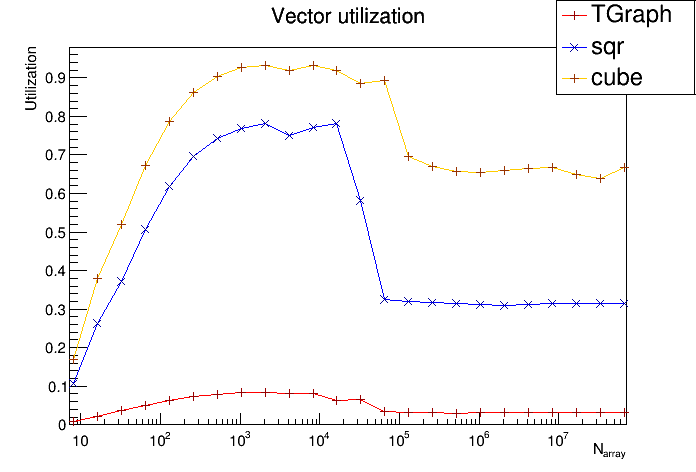 Vector utilization
TGraph
sqr
cube
Utilization
0.9
0.8
0.7
0.6
0.5
0.4
0.3
0.2
0.1
0
10
10²
10³
10⁴
10⁵
10⁶
10⁷
N_array